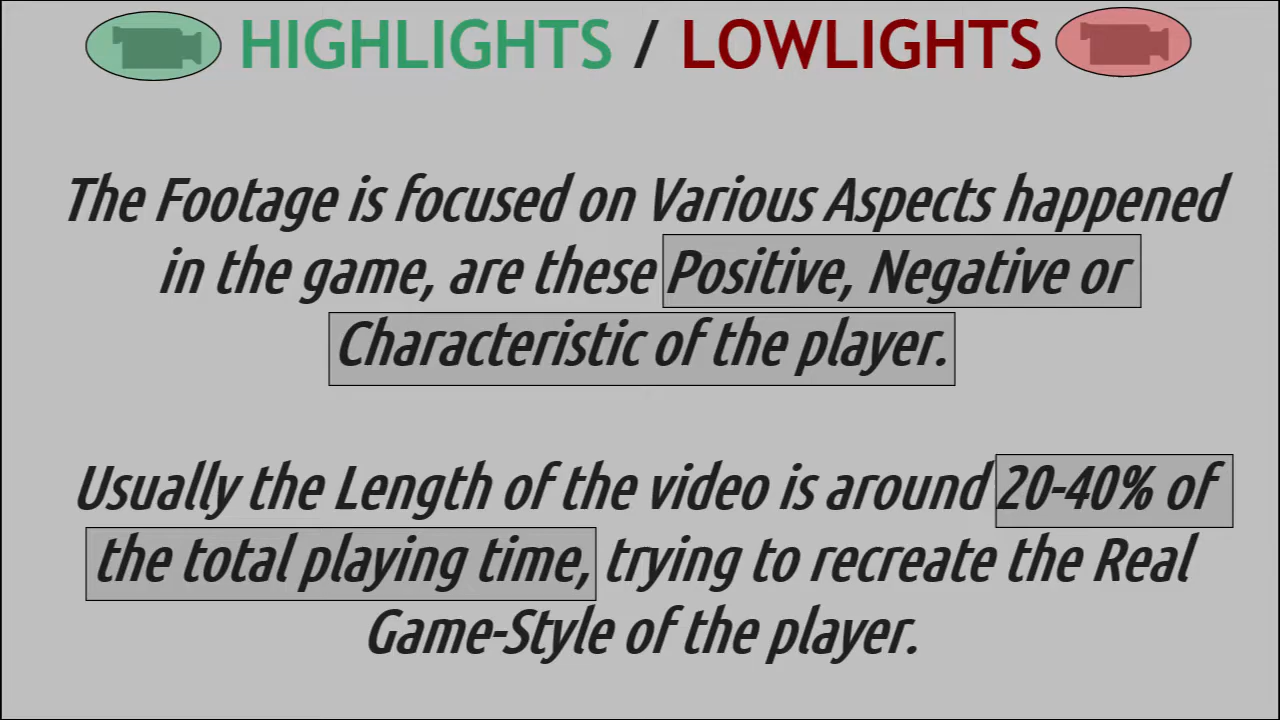 HIGHLIGHTS / LOWLIGHTS
The Footage is focused on Various Aspects happened
in the game, are these Positive, Negative or
Characteristic of the player.
Usually the Length of the video is around 20-40% of
the total playing time, trying to recreate the Real
Game-Style of the player.